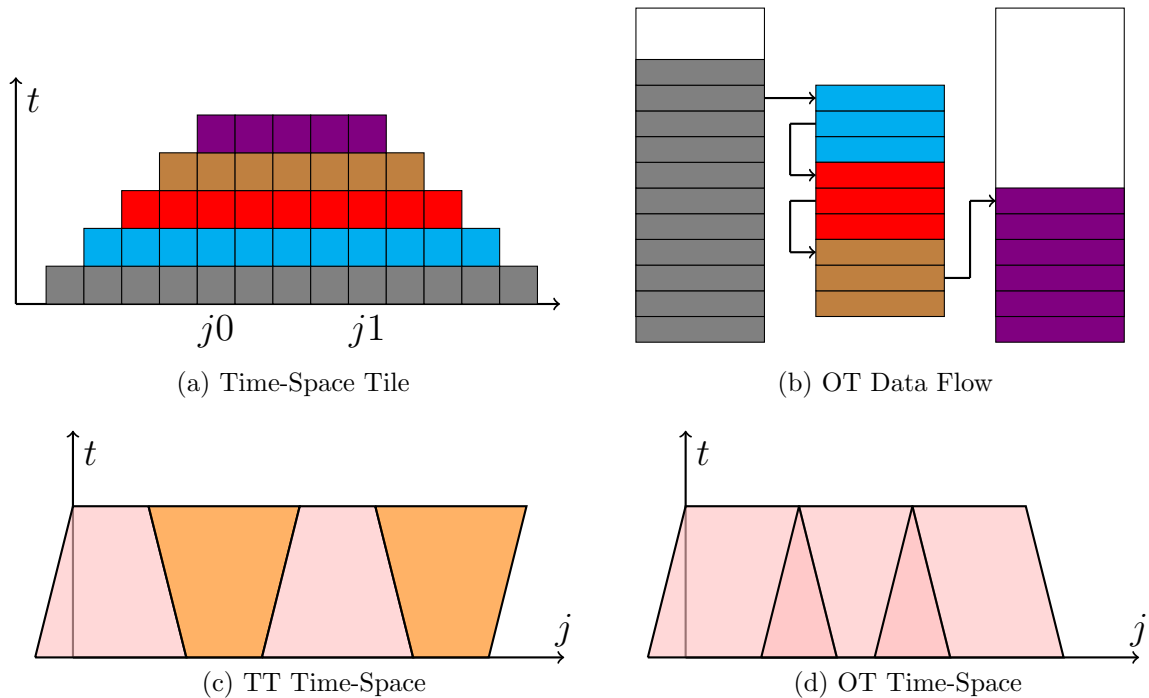 t
j0 j1
(a) Time-Space Tile
(b) OT Data Flow
t
j
(c) TT Time-Space
t
j
(d) OT Time-Space